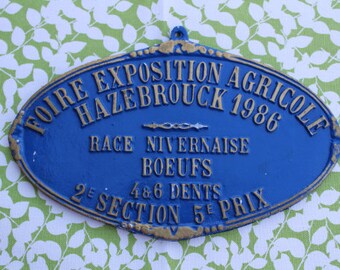 FOIRE EXPOSITION AGRICOLE
HAZEBROUCK 1986
RACE NIVERNAISE
BOEUFS
4&6 DENTS
2E SECTION 5E PRIX